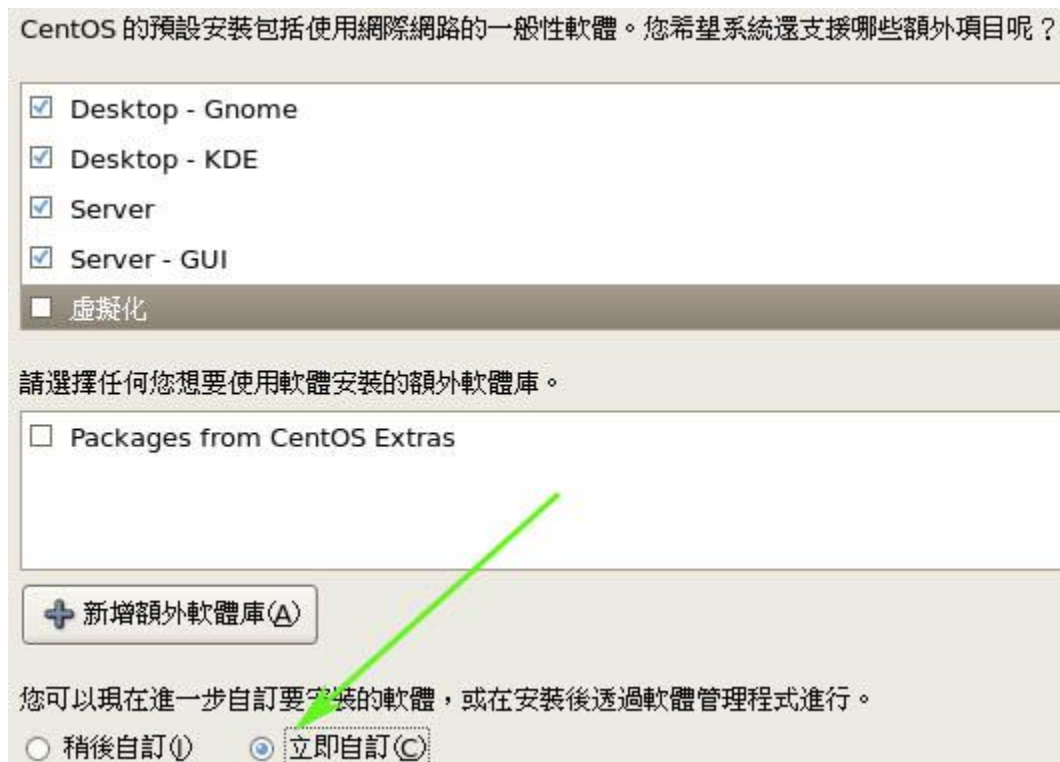 CentOS 的預設安裝包括使用網際網路的一般性軟體。您希望系統還支援哪些額外項目呢？
Desktop - Gnome
Desktop - KDE
Server
Server - GUI
虛擬化
請選擇任何您想要使用軟體安裝的額外軟體庫。
Packages from CentOS Extras
新增額外軟體庫(A)
您可以現在進一步自訂要安裝的軟體，或在安裝後透過軟體管理程式進行。
稍後自訂(l) 立即自訂(C)